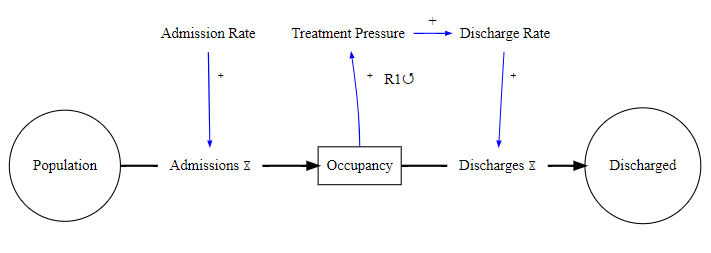 +
Admission Rate Treatment Pressure Discharge Rate
+ + R1↺ +
Population Admissions ⧖ Occupancy Discharges ⧖ Discharged